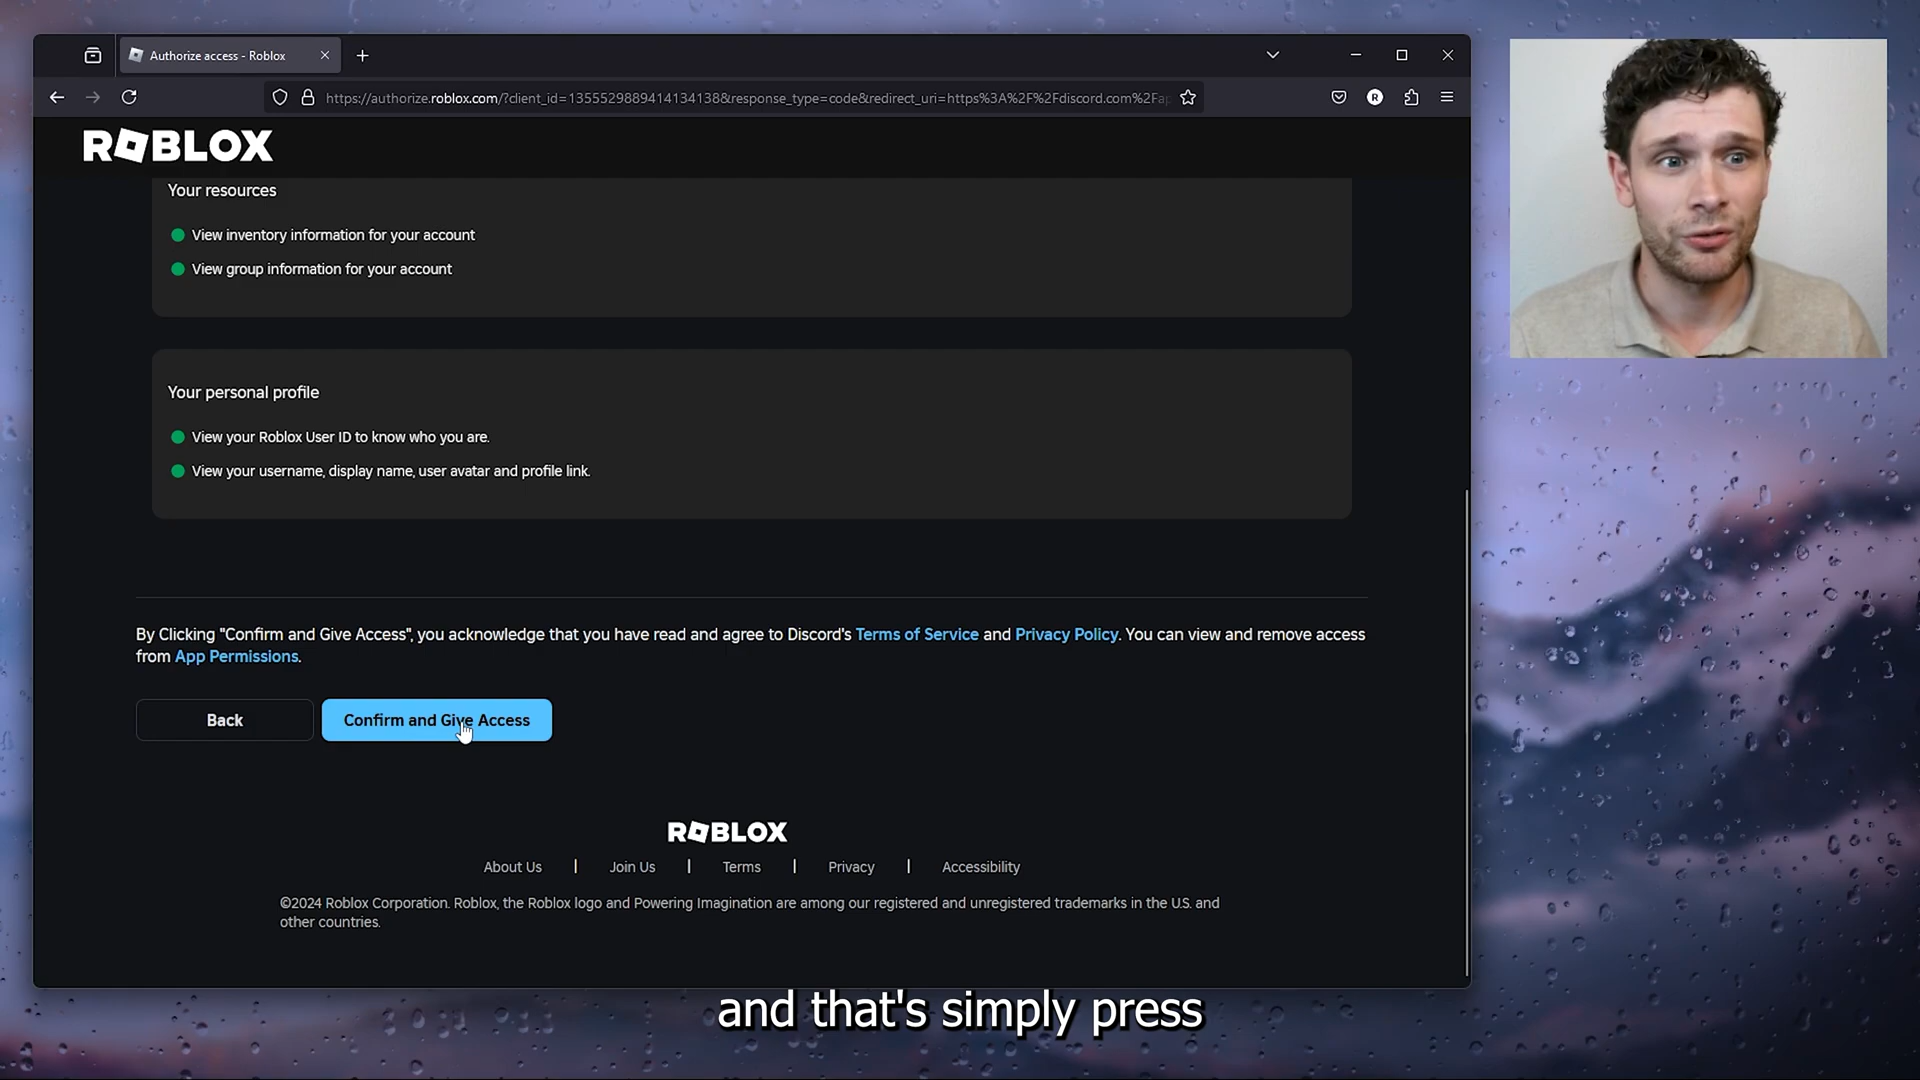 Authorize access - Roblox
https://authorize.roblox.com/?client_id=1355529889414134138&response_type=code&redirect_uri=https%3A%2F%2Fdiscord.com%2Fa
R
ROBLOX
Your resources
View inventory information for your account
View group information for your account
Your personal profile
View your Roblox User ID to know who you are.
View your username, display name, user avatar and profile link.
By Clicking "Confirm and Give Access", you acknowledge that you have read and agree to Discord's Terms of Service and Privacy Policy. You can view and remove access
from App Permissions.
Back
Confirm and Give Access
ROBLOX
About Us | Join Us | Terms | Privacy | Accessibility
©2024 Roblox Corporation. Roblox, the Roblox logo and Powering Imagination are among our registered and unregistered trademarks in the U.S. and
other countries.
and that's simply press